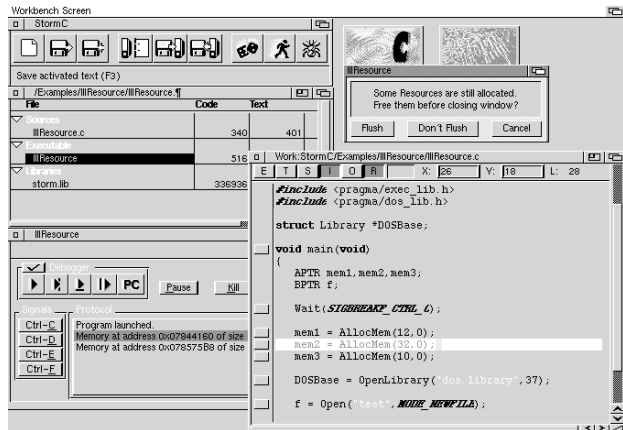 Workbench Screen
StormC
Save activated text (F3)
/Examples/IllResource/IllResource.¶
File Code Text
Sources
IllResource.c 340 401
Executable
IllResource 516
Libraries
storm.lib 336936
IllResource
Some Resources are still allocated.
Free them before closing window?
Flush Don't Flush Cancel
IllResource
Debugger
PC Pause Kill
Signals Protocol
Ctrl-C
Ctrl-D
Ctrl-E
Ctrl-F
Program launched.
Memory at address 0x07844160 of size
Memory at address 0x078575B8 of size
Work:StormC/Examples/IllResource/IllResource.c
E T S I O R X: 26 Y: 18 L: 28
#include <pragma/exec_lib.h>
#include <pragma/dos_lib.h>
struct Library *DOSBase;
void main(void)
{
APTR mem1,mem2,mem3;
BPTR f;
Wait(SIGBREAKF_CTRL_C);
mem1 = AllocMem(12,0);
mem2 = AllocMem(32,0);
mem3 = AllocMem(10,0);
DOSBase = OpenLibrary("dos.library",37);
f = Open("test",MODE_NEWFILE);